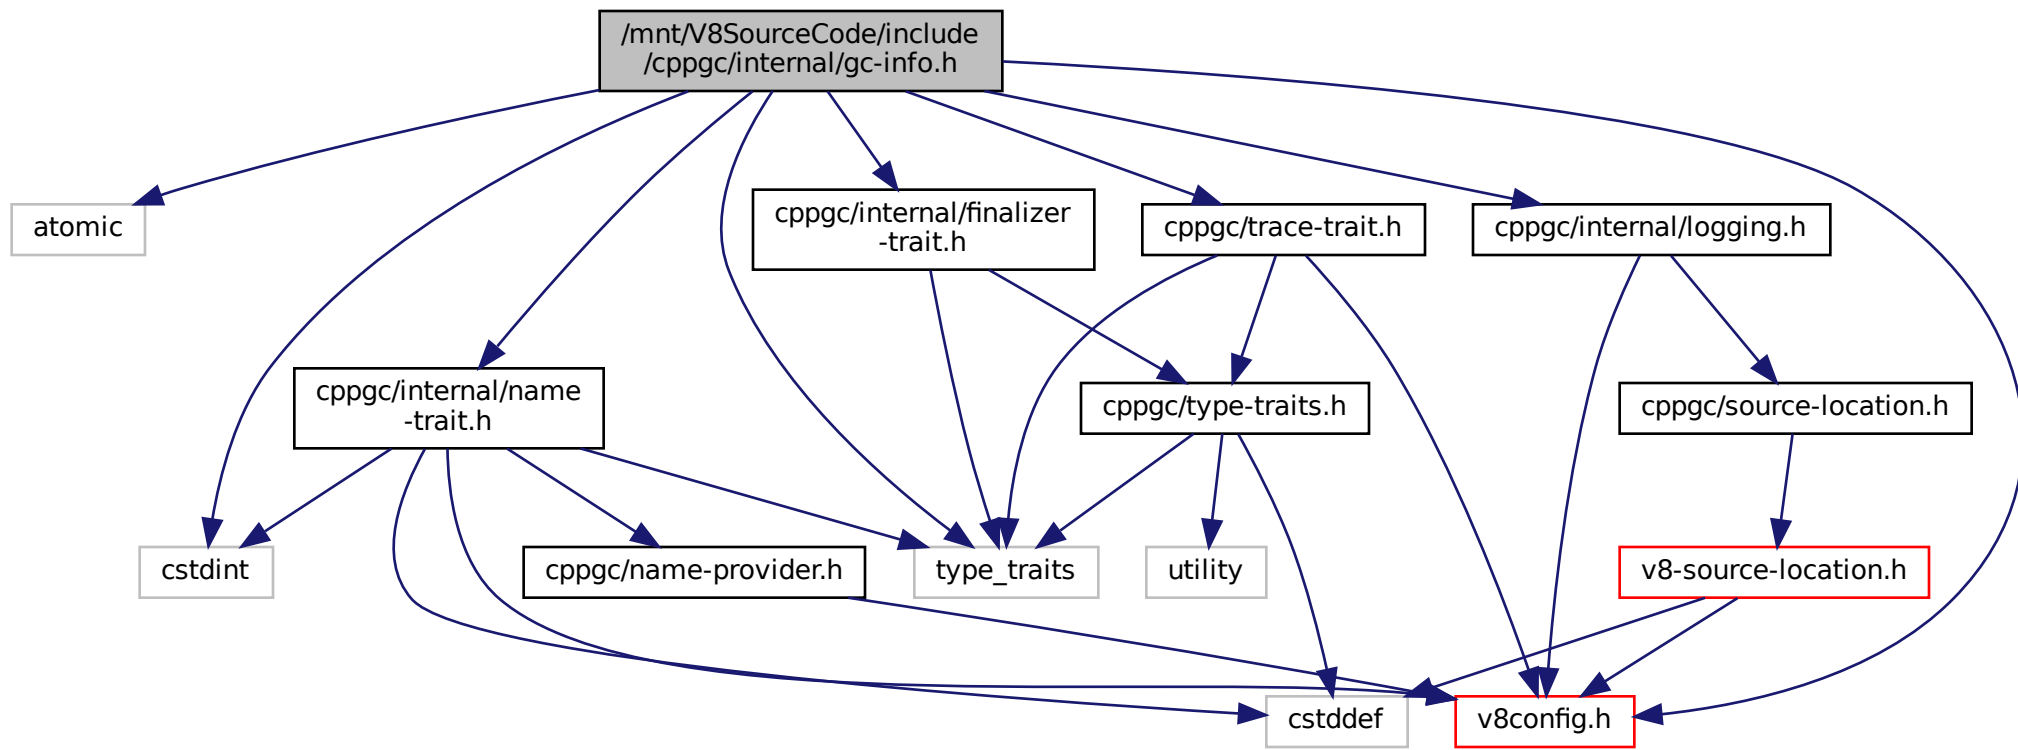 /mnt/V8SourceCode/include
/cppgc/internal/gc-info.h
atomic
cppgc/internal/finalizer
-trait.h
cppgc/trace-trait.h
cppgc/internal/logging.h
cppgc/internal/name
-trait.h
cppgc/type-traits.h
cppgc/source-location.h
cstdint
cppgc/name-provider.h
type_traits
utility
v8-source-location.h
cstddef
v8config.h